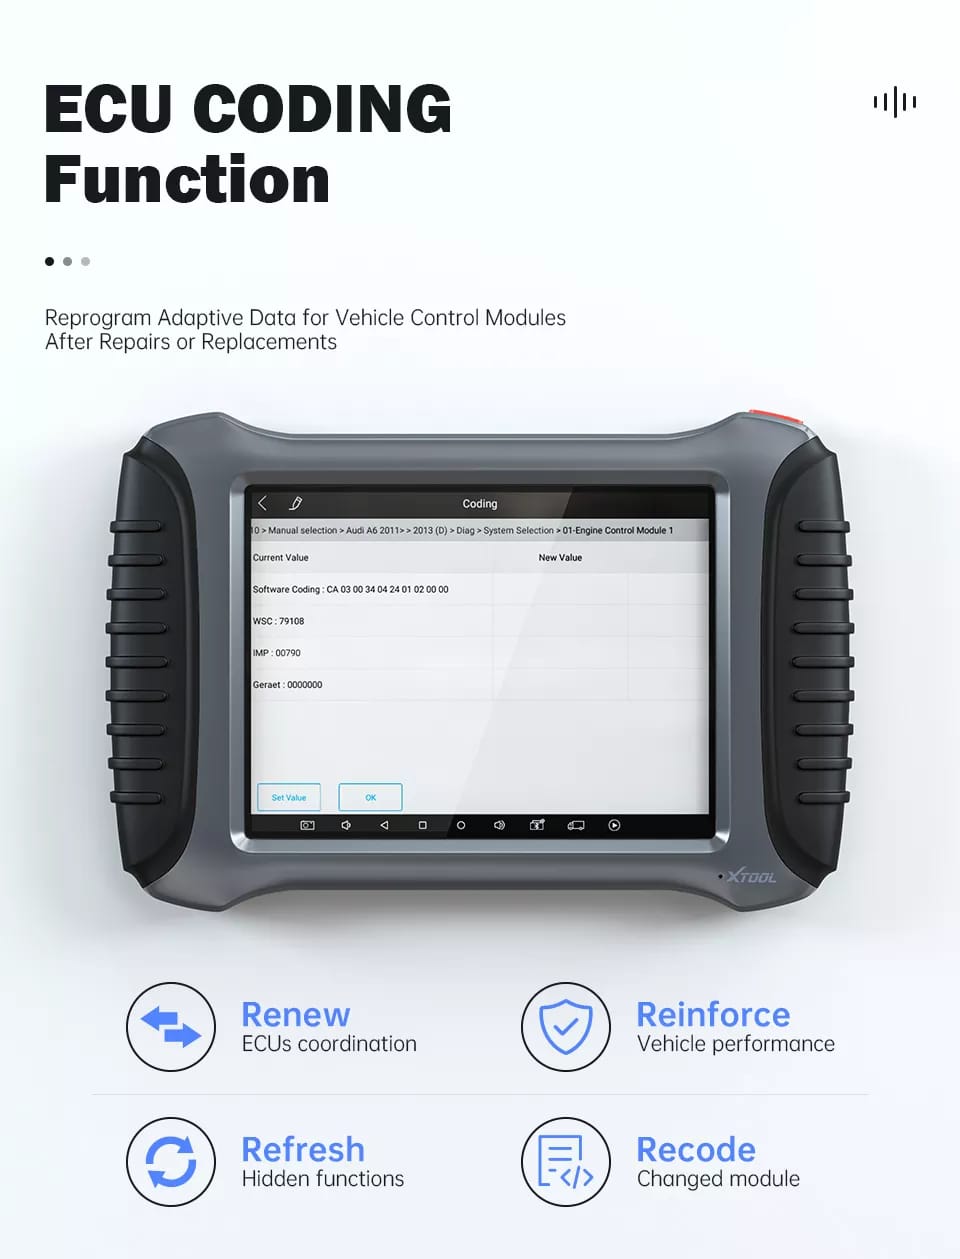 ECU CODING
Function
Reprogram Adaptive Data for Vehicle Control Modules
After Repairs or Replacements
Coding
10 > Manual selection > Audi A6 2011> > 2013 (D) > Diag > System Selection > 01-Engine Control Module 1
Current Value New Value
Software Coding : CA 03 00 34 04 24 01 02 00 00
WSC : 79108
IMP : 00790
Geraet : 0000000
Set Value OK
XTOOL
Renew Reinforce
ECUs coordination Vehicle performance
Refresh Recode
Hidden functions Changed module